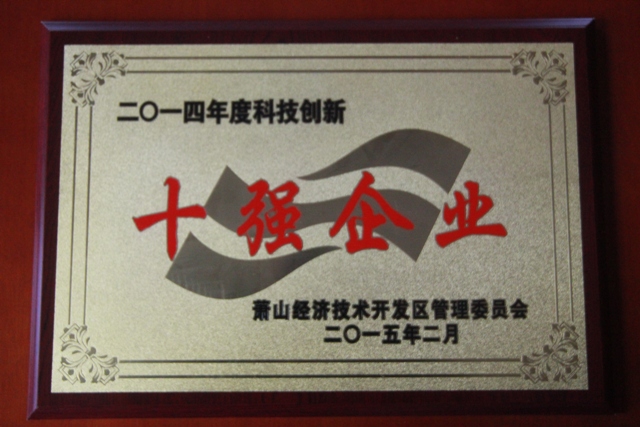 二〇一四年度科技创新
十强企业
萧山经济技术开发区管理委员会
二〇一五年二月